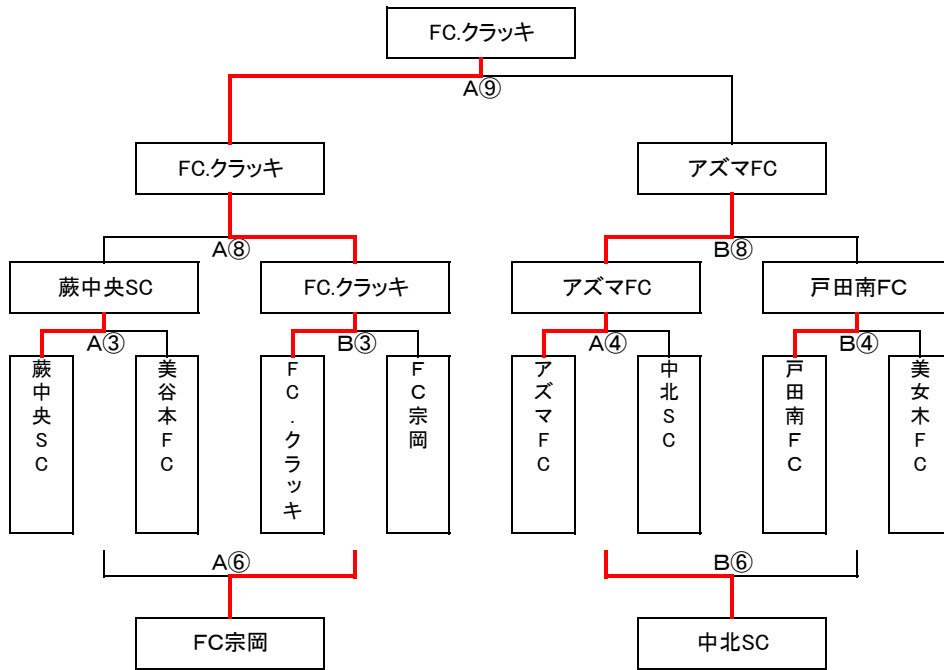 FC.クラッキ
A⑨
FC.クラッキ
アズマFC
A⑧
B⑧
蕨中央SC
FC.クラッキ
アズマFC
戸田南FC
A③
B③
A④
B④
蕨中央SC
美谷本FC
FC.クラッキ
FC宗岡
アズマFC
中北SC
戸田南FC
美女木FC
A⑥
B⑥
FC宗岡
中北SC